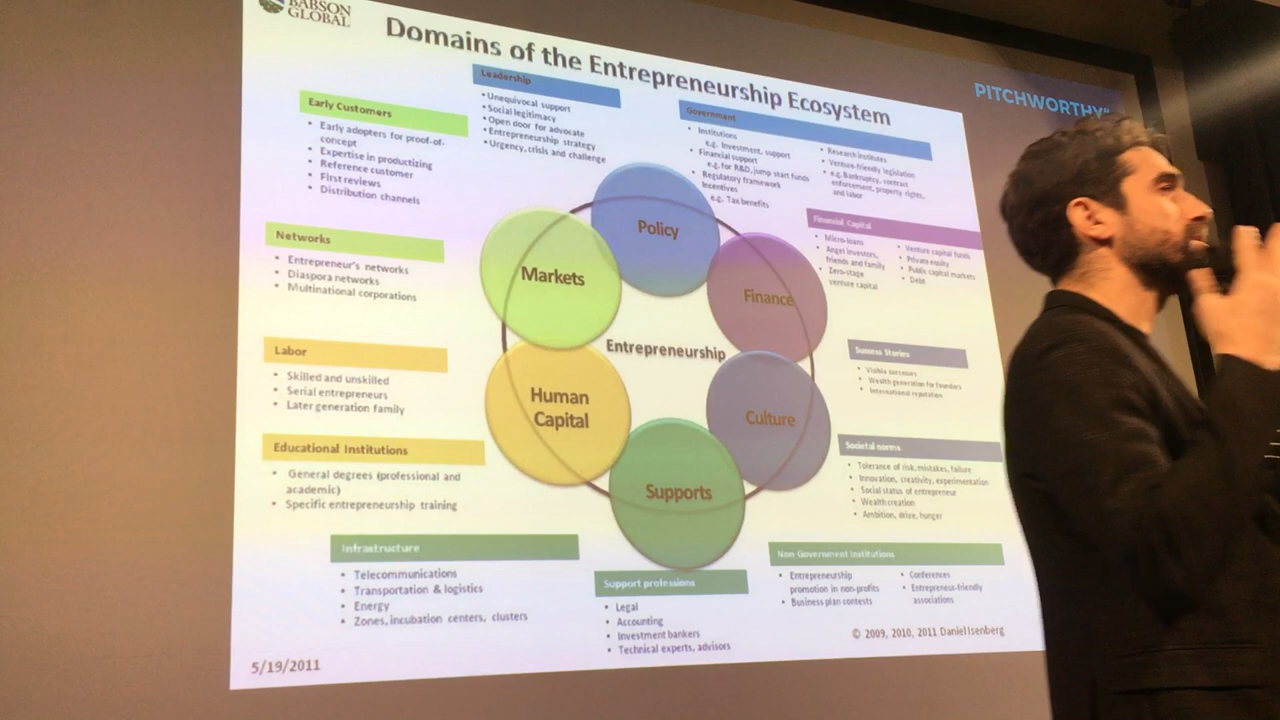 BABSON
GLOBAL
Domains of the Entrepreneurship Ecosystem
PITCHWORTHY
Leadership
• Unequivocal support
• Social legitimacy
• Open door for advocate
• Entrepreneurship strategy
• Urgency, crisis and challenge
Government
• Institutions
e.g. Investment, support
• Financial support
e.g. for R&D, jump start funds
• Regulatory framework
Incentives
e.g. Tax benefits
• Research institutes
• Venture-friendly legislation
• e.g. Bankruptcy, contract
enforcement, property rights,
and labor
Early Customers
• Early adopters for proof-of-
concept
• Expertise in productizing
• Reference customer
• First reviews
• Distribution channels
Financial Capital
• Micro-loans
• Angel investors,
friends and family
• Zero-stage
venture capital
• Venture capital funds
• Private equity
• Public capital markets
• Debt
Networks
• Entrepreneur's networks
• Diaspora networks
• Multinational corporations
Policy
Markets
Finance
Entrepreneurship
Human
Capital
Culture
Supports
Labor
• Skilled and unskilled
• Serial entrepreneurs
• Later generation family
Success Stories
• Visible successes
• Wealth generation for founders
• International reputation
Educational Institutions
• General degrees (professional and
academic)
• Specific entrepreneurship training
Societal norms
• Tolerance of risk, mistakes, failure
• Innovation, creativity, experimentation
• Social status of entrepreneur
• Wealth creation
• Ambition, drive, hunger
Infrastructure
• Telecommunications
• Transportation & logistics
• Energy
• Zones, incubation centers, clusters
Support professions
• Legal
• Accounting
• Investment bankers
• Technical experts, advisors
Non-Government Institutions
• Entrepreneurship
promotion in non-profits
• Business plan contests
• Conferences
• Entrepreneur-friendly
associations
© 2009, 2010, 2011 Daniel Isenberg
5/19/2011